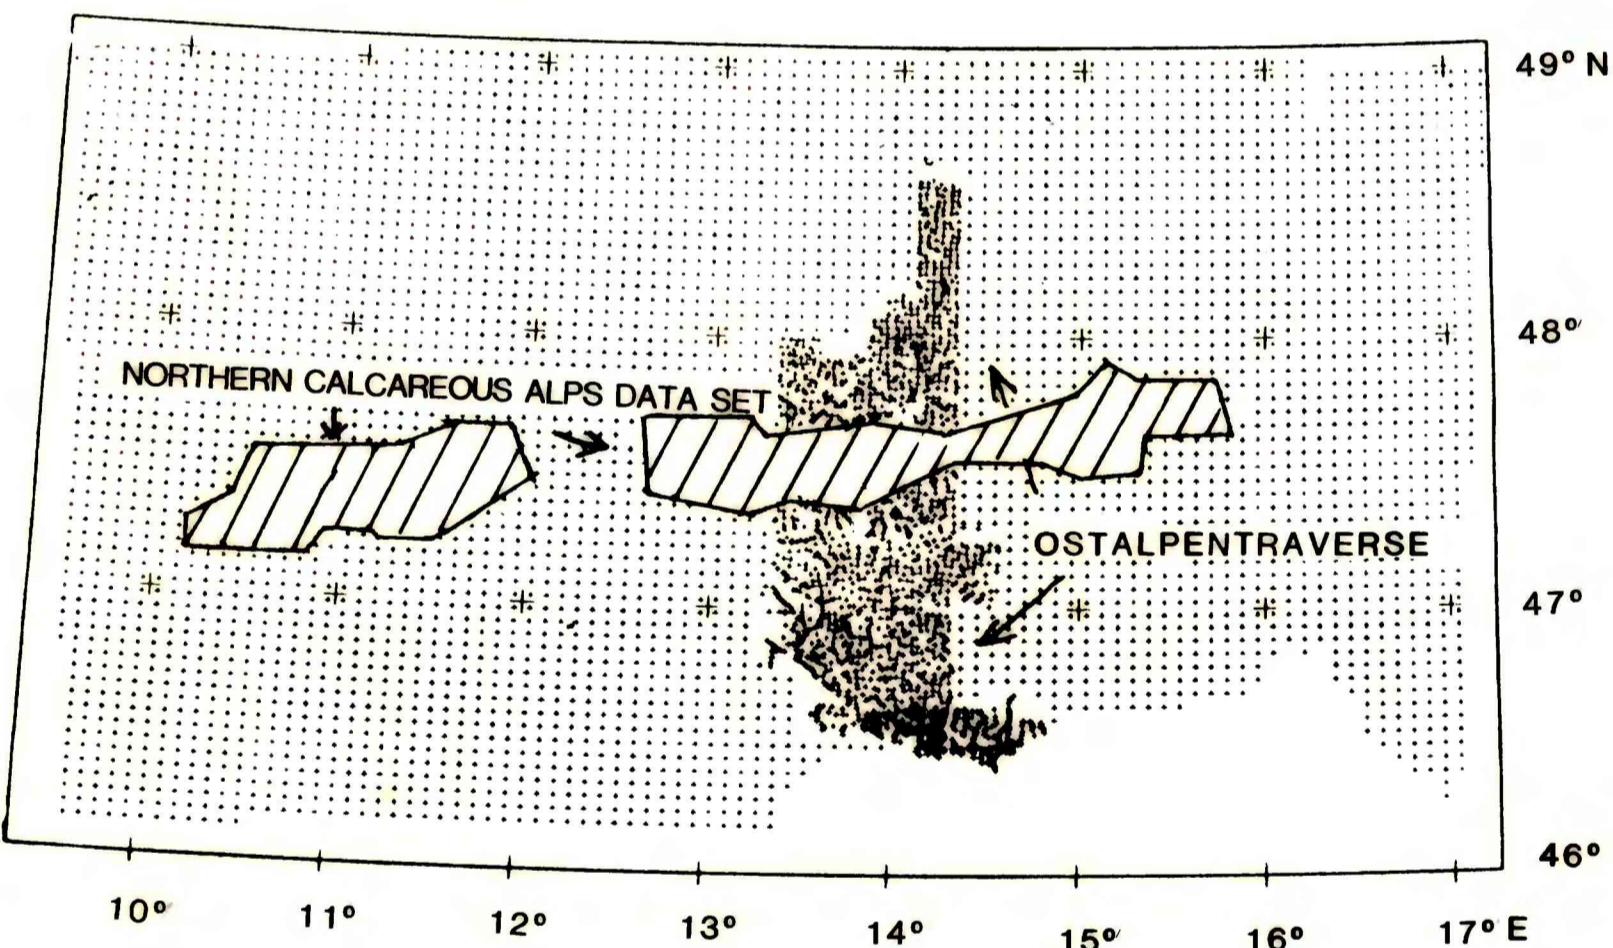 49° N
48°
NORTHERN CALCAREOUS ALPS DATA SET
OSTALPENTRAVERSE
47°
46°
10° 11° 12° 13° 14° 15° 16° 17° E